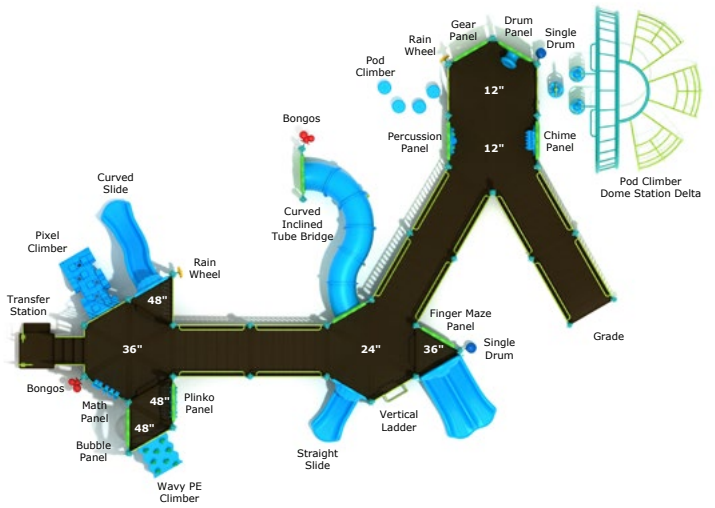 Gear
Panel
Drum
Panel
Single
Drum
Rain
Wheel
Pod
Climber
12"
Bongos
Percussion
Panel
12"
Chime
Panel
Pod Climber
Dome Station Delta
Curved
Slide
Curved
Inclined
Tube Bridge
Pixel
Climber
Rain
Wheel
48"
Transfer
Station
Finger Maze
Panel
Grade
36"
24"
36"
Single
Drum
Bongos
Math
Panel
48"
Plinko
Panel
Vertical
Ladder
48"
Bubble
Panel
Straight
Slide
Wavy PE
Climber